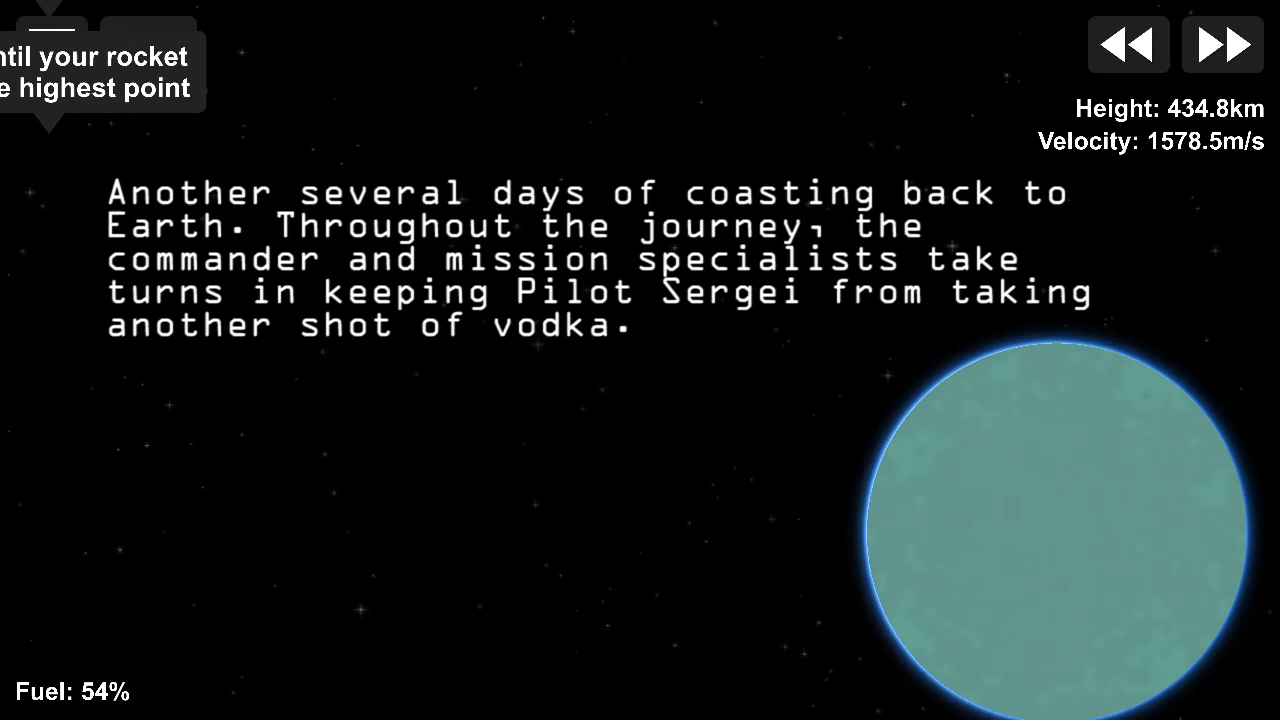 ntil your rocket
e highest point
Height: 434.8km
Velocity: 1578.5m/s
Another several days of coasting back to
Earth. Throughout the journey, the
commander and mission specialists take
turns in keeping Pilot Sergei from taking
another shot of vodka.
Fuel: 54%